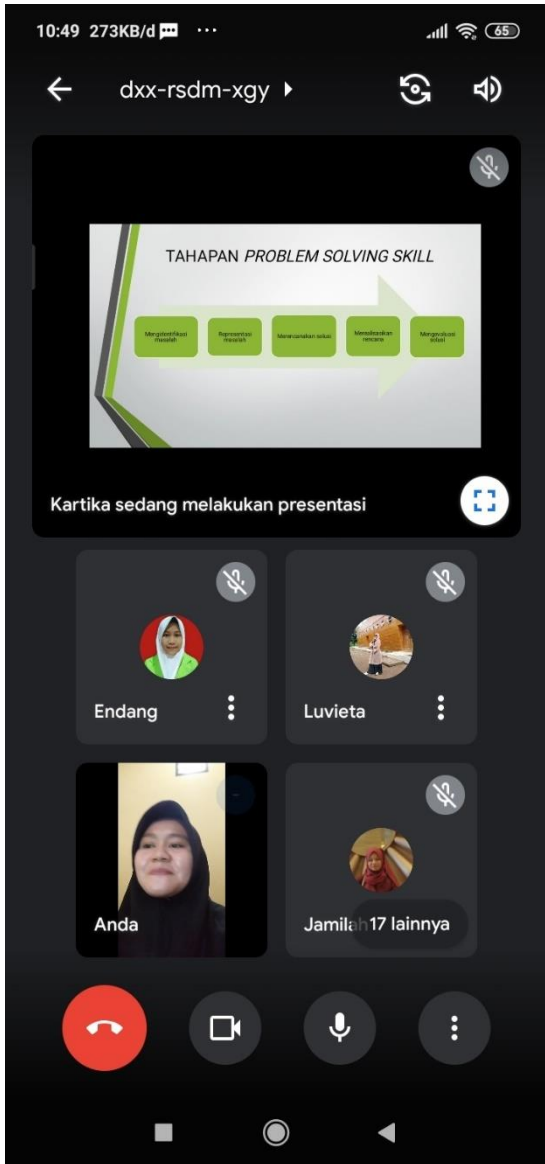 10:49 273KB/d ...
65
dxx-rsdm-xgy
TAHAPAN PROBLEM SOLVING SKILL
Mengidentifikasi
masalah
Representasi
masalah
Merencanakan solusi
Merealisasikan
rencana
Mengevaluasi
solusi
Kartika sedang melakukan presentasi
Endang
Luvieta
Anda
Jamilah 17 lainnya